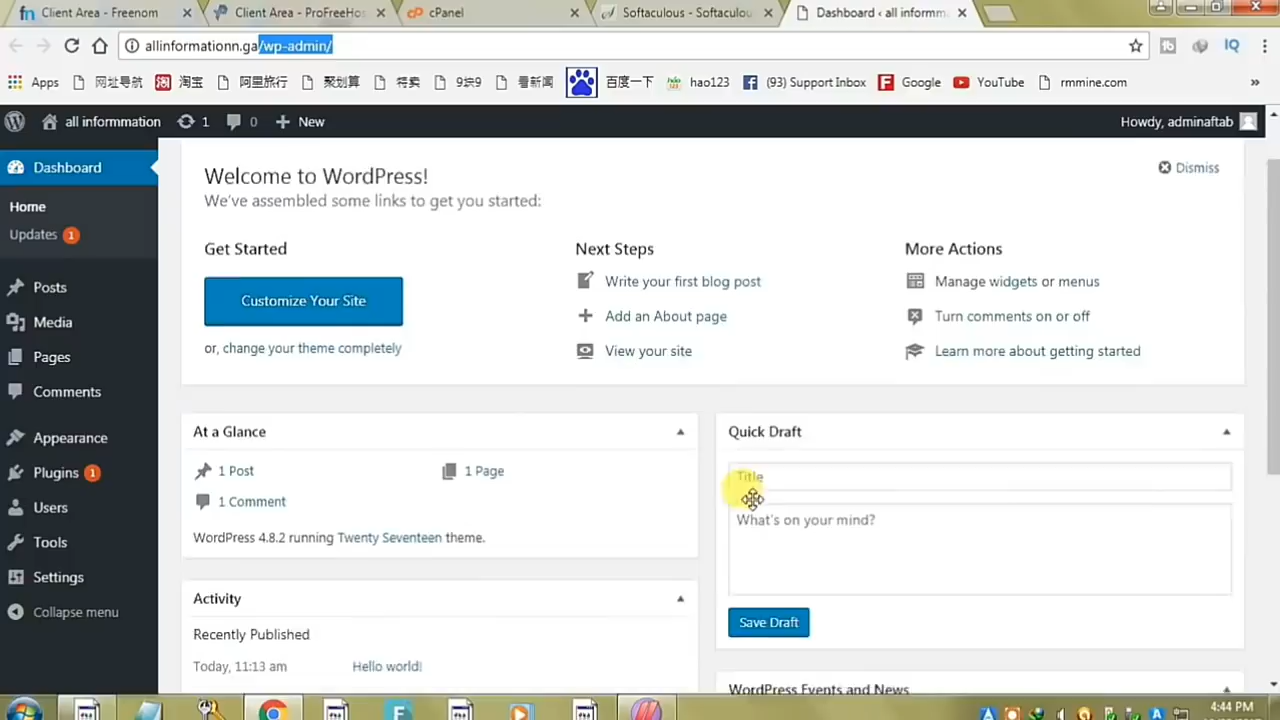 Client Area - Freenom
Client Area - ProFreeHos
cPanel
Softaculous - Softaculou
Dashboard ‹ all informm
allinformationn.ga/wp-admin/
Apps 网址导航 淘宝 阿里旅行 聚划算 特卖 9块9 看新闻 百度一下 hao123 (93) Support Inbox Google YouTube rmmine.com »
all informmation 1 0 New
Howdy, adminaftab
Dashboard
Home
Updates 1
Posts
Media
Pages
Comments
Appearance
Plugins 1
Users
Tools
Settings
Collapse menu
Welcome to WordPress!
Dismiss
We've assembled some links to get you started:
Get Started
Customize Your Site
or, change your theme completely
Next Steps
Write your first blog post
Add an About page
View your site
More Actions
Manage widgets or menus
Turn comments on or off
Learn more about getting started
At a Glance
1 Post
1 Page
1 Comment
WordPress 4.8.2 running Twenty Seventeen theme.
Activity
Recently Published
Today, 11:13 am Hello world!
Quick Draft
Title
What's on your mind?
Save Draft
WordPress Events and News
4:44 PM